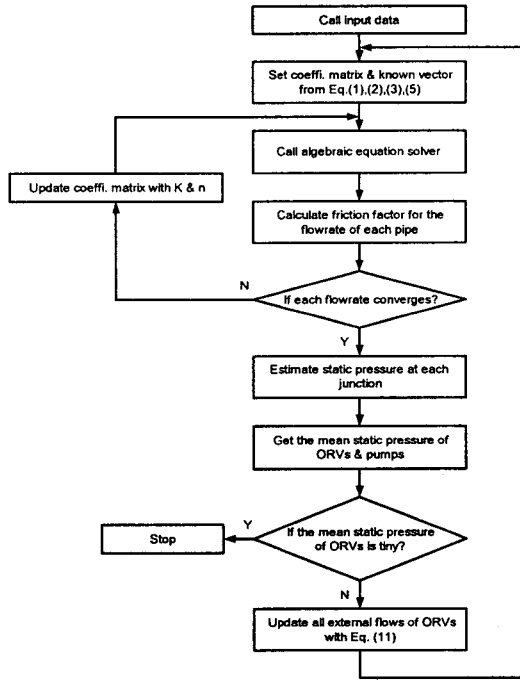 Call input data
Set coeffi. matrix & known vector
from Eq.(1),(2),(3),(5)
Call algebraic equation solver
Update coeffi. matrix with K & n
Calculate friction factor for the
flowrate of each pipe
N
If each flowrate converges?
Y
Estimate static pressure at each
junction
Get the mean static pressure of
ORVs & pumps
Y
If the mean static pressure
of ORVs is tiny?
Stop
N
Update all external flows of ORVs
with Eq. (11)